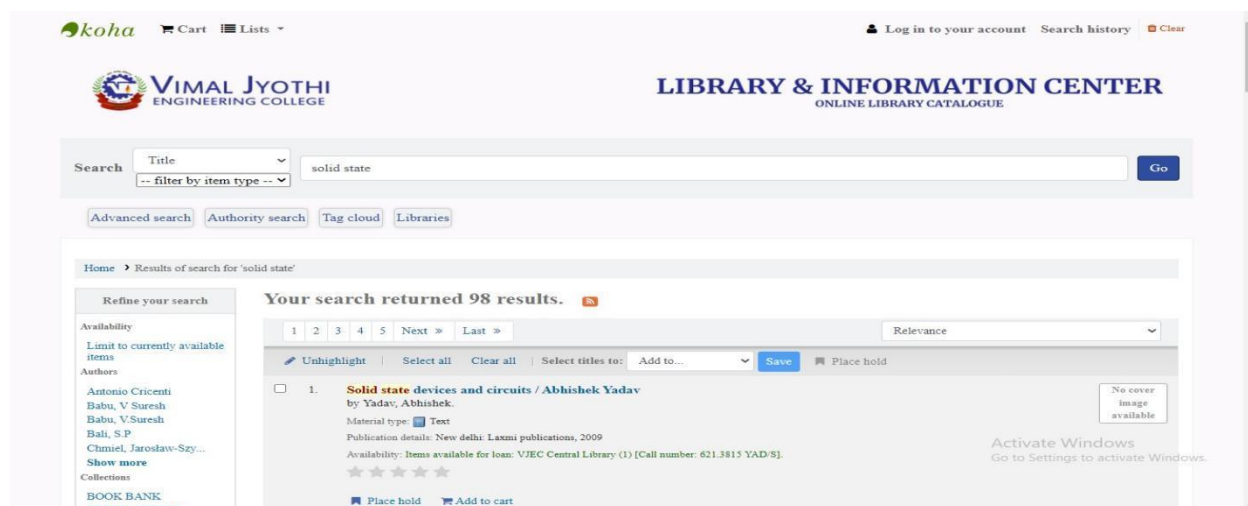 koha Cart Lists Log in to your account Search history Clear
VIMAL JYOTHI
ENGINEERING COLLEGE
LIBRARY & INFORMATION CENTER
ONLINE LIBRARY CATALOGUE
Search Title
-- filter by item type --
solid state
Go
Advanced search Authority search Tag cloud Libraries
Home > Results of search for 'solid state'
Refine your search
Availability
Limit to currently available
items
Authors
Antonio Cricenti
Babu, V Suresh
Babu, V.Suresh
Bali, S.P
Chmiel, Jarosław-Szy...
Show more
Collections
BOOK BANK
Your search returned 98 results.
1 2 3 4 5 Next » Last » Relevance
Unhighlight | Select all Clear all | Select titles to: Add to... Save Place hold
1. Solid state devices and circuits / Abhishek Yadav
by Yadav, Abhishek.
Material type: Text
Publication details: New delhi: Laxmi publications, 2009
Availability: Items available for loan: VJEC Central Library (1) [Call number: 621.3815 YAD/S].
Place hold Add to cart
No cover
image
available
Activate Windows
Go to Settings to activate Windows.